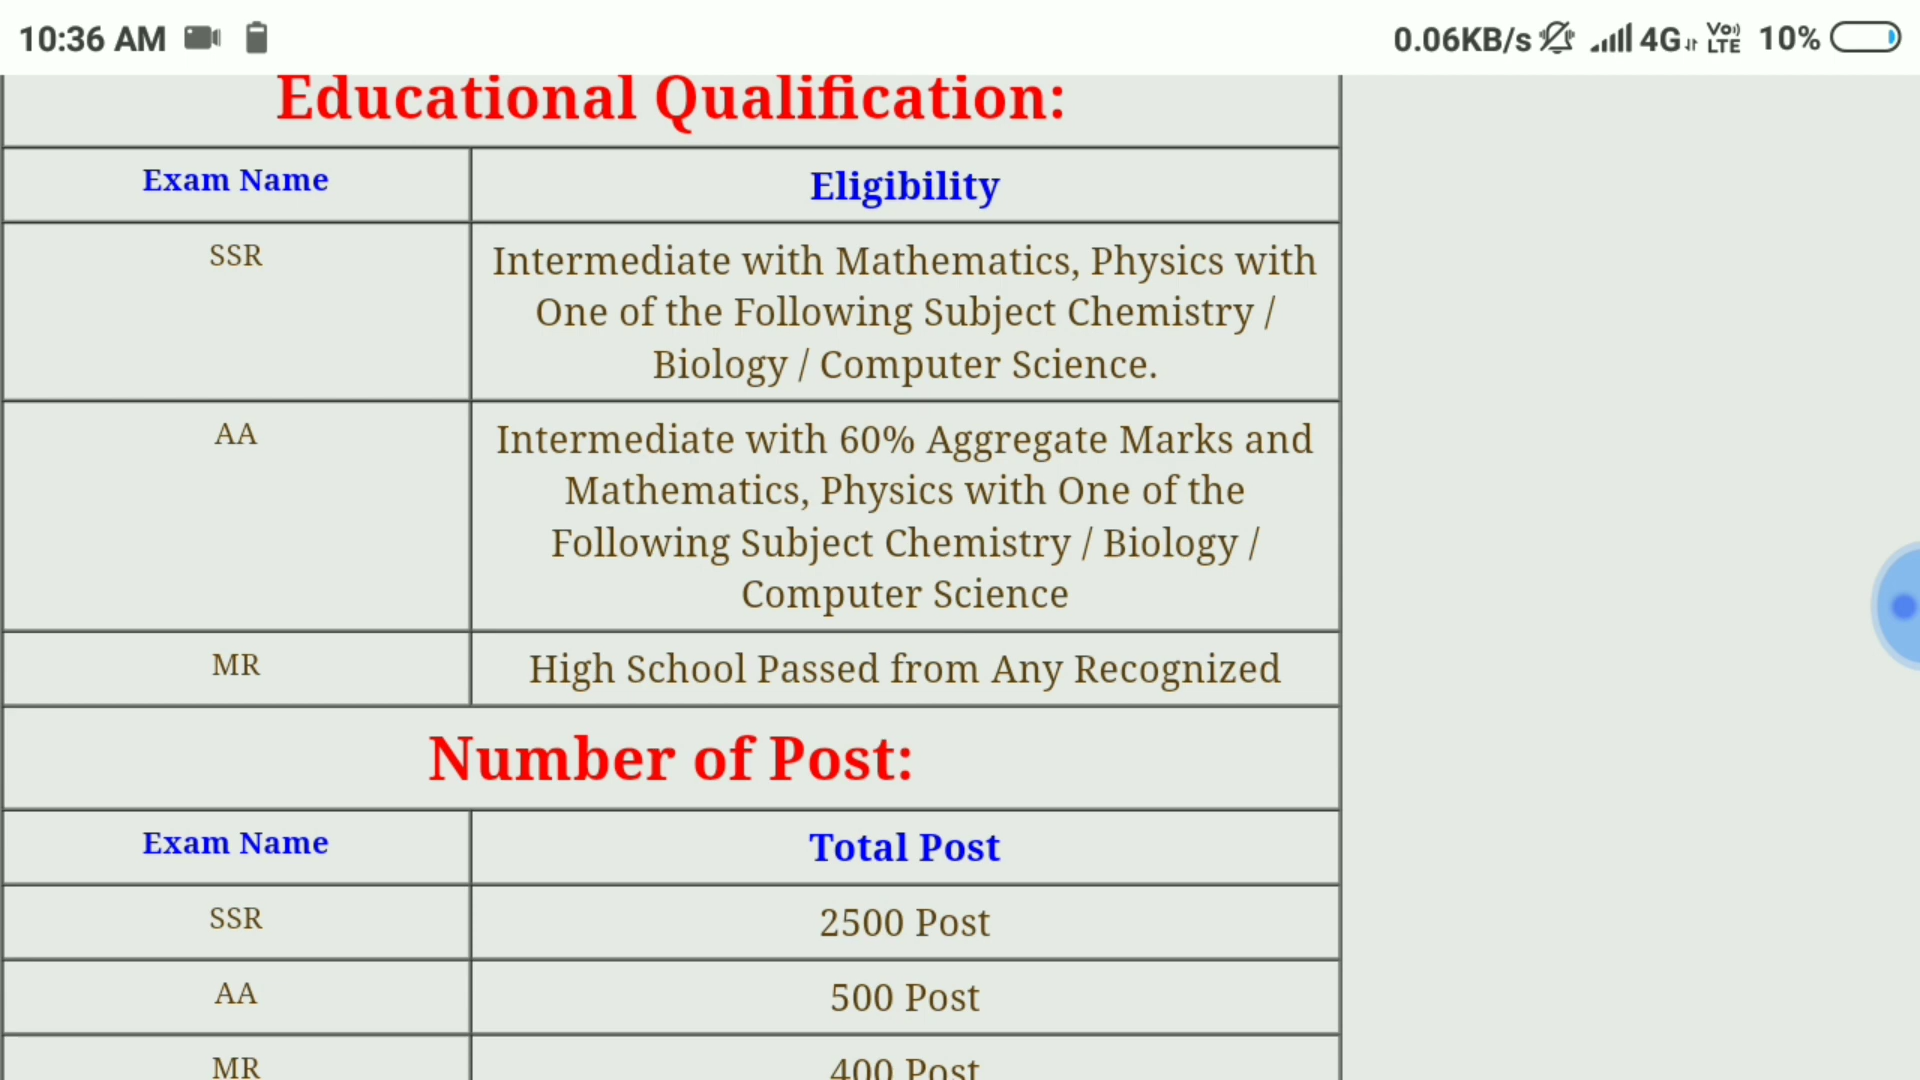 10:36 AM 0.06KB/s 4G VoLTE 10%
Educational Qualification:
Exam Name Eligibility
SSR Intermediate with Mathematics, Physics with
One of the Following Subject Chemistry /
Biology / Computer Science.
AA Intermediate with 60% Aggregate Marks and
Mathematics, Physics with One of the
Following Subject Chemistry / Biology /
Computer Science
MR High School Passed from Any Recognized
Number of Post:
Exam Name Total Post
SSR 2500 Post
AA 500 Post
MR 400 Post